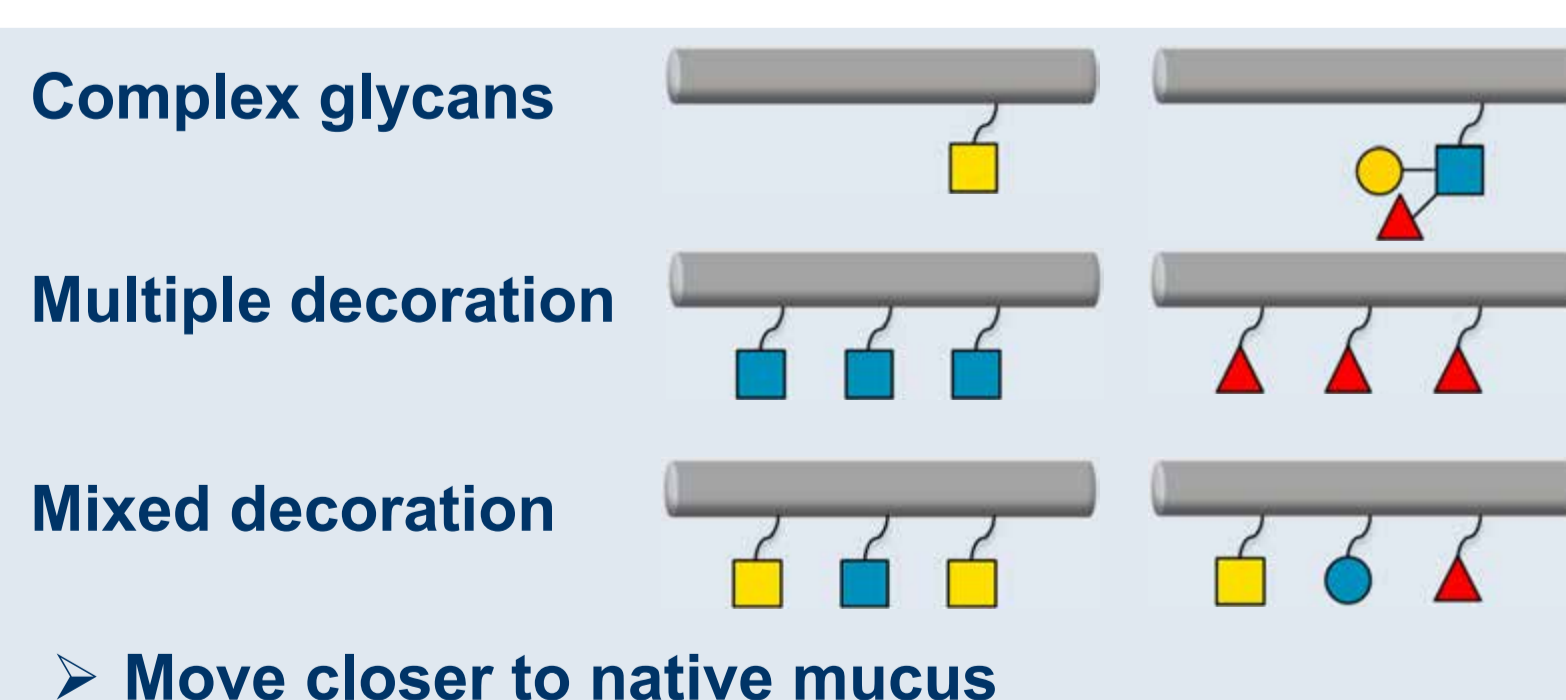 Complex glycans
Multiple decoration
Mixed decoration
➢ Move closer to native mucus